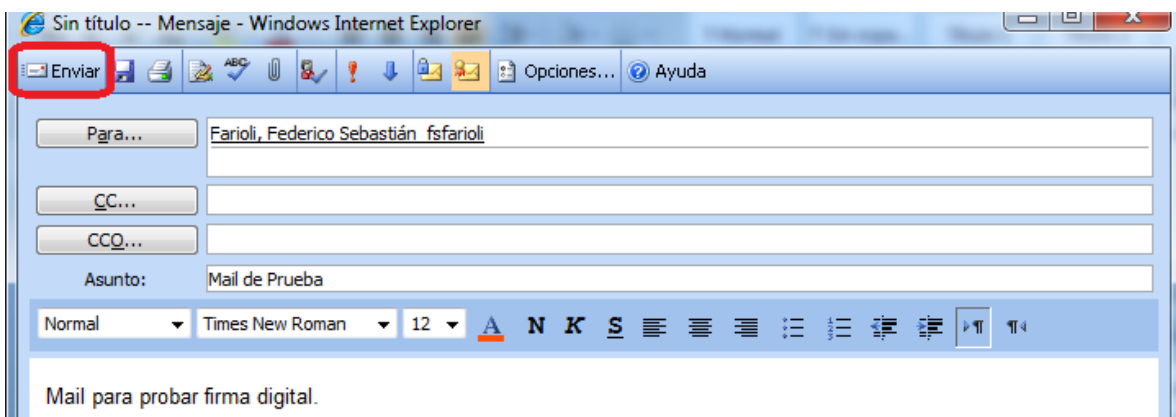 Sin título -- Mensaje - Windows Internet Explorer
Enviar ABC Opciones... Ayuda
Para... Farioli, Federico Sebastián fsfarioli
CC...
CCO...
Asunto: Mail de Prueba
Normal Times New Roman 12 A N K S
Mail para probar firma digital.